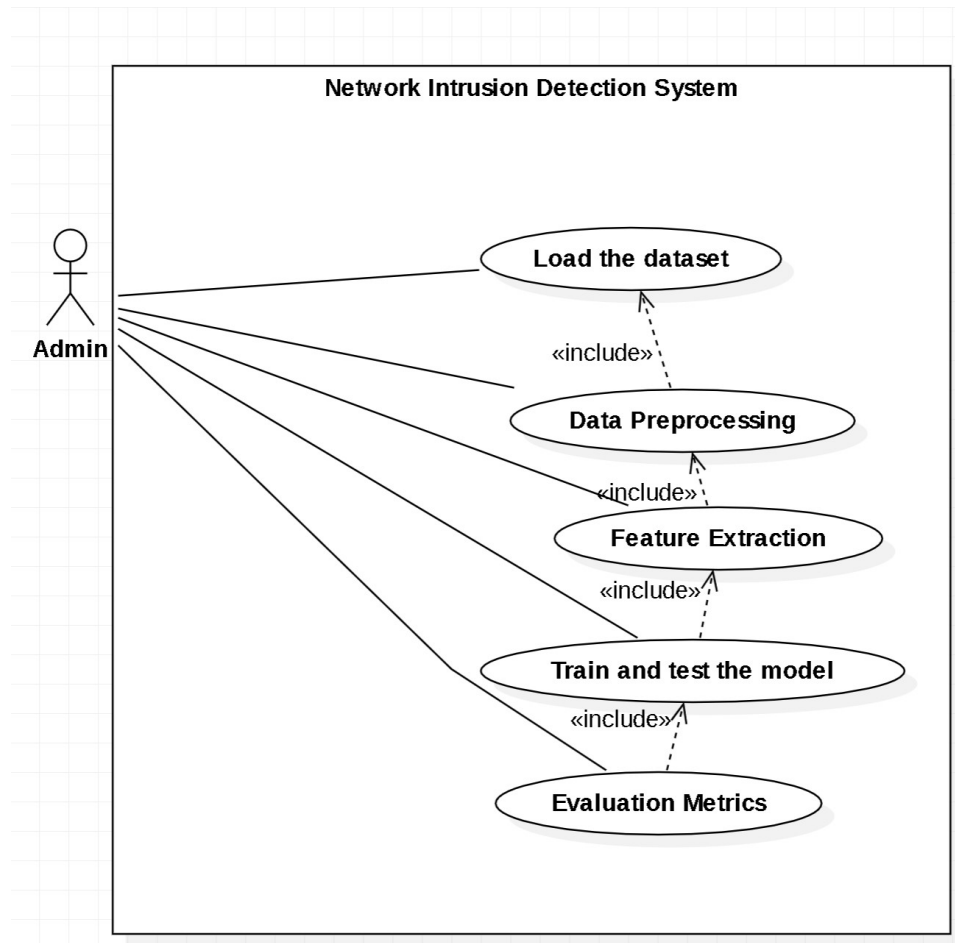 Network Intrusion Detection System
Load the dataset
Admin
«include»
Data Preprocessing
«include»
Feature Extraction
«include»
Train and test the model
«include»
Evaluation Metrics